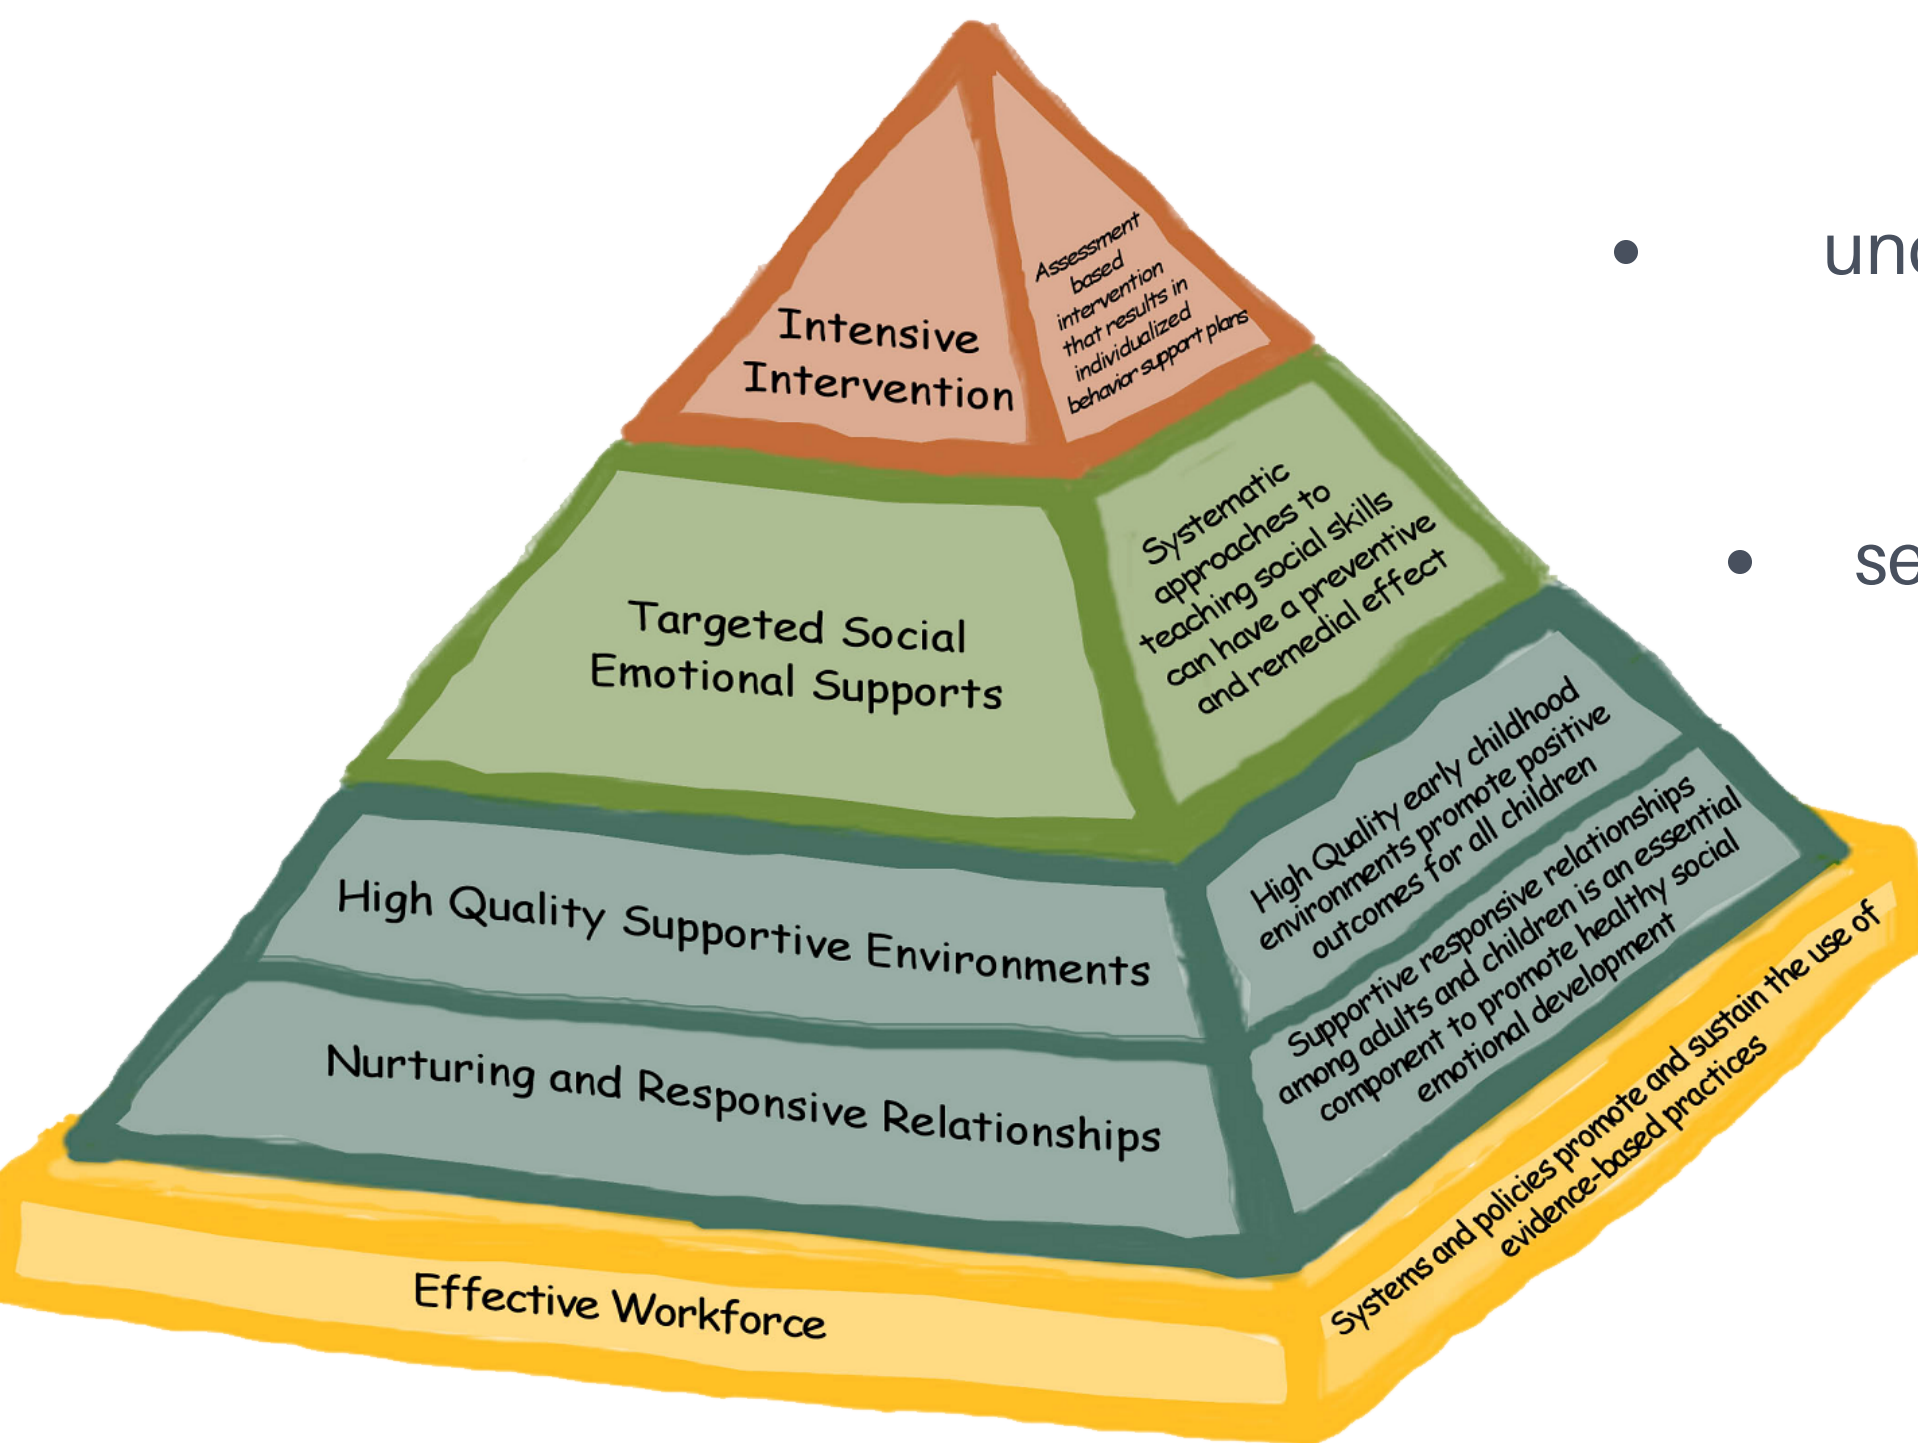 Intensive
Intervention
Assessment
based
intervention
that results in
individualized
behavior support plans
Targeted Social
Emotional Supports
Systematic
approaches to
teaching social skills
can have a preventive
and remedial effect
High Quality Supportive Environments
High Quality early childhood
environments promote positive
outcomes for all children
Nurturing and Responsive Relationships
Supportive responsive relationships
among adults and children is an essential
component to promote healthy social
emotional development
Effective Workforce
Systems and policies promote and sustain the use of
evidence-based practices